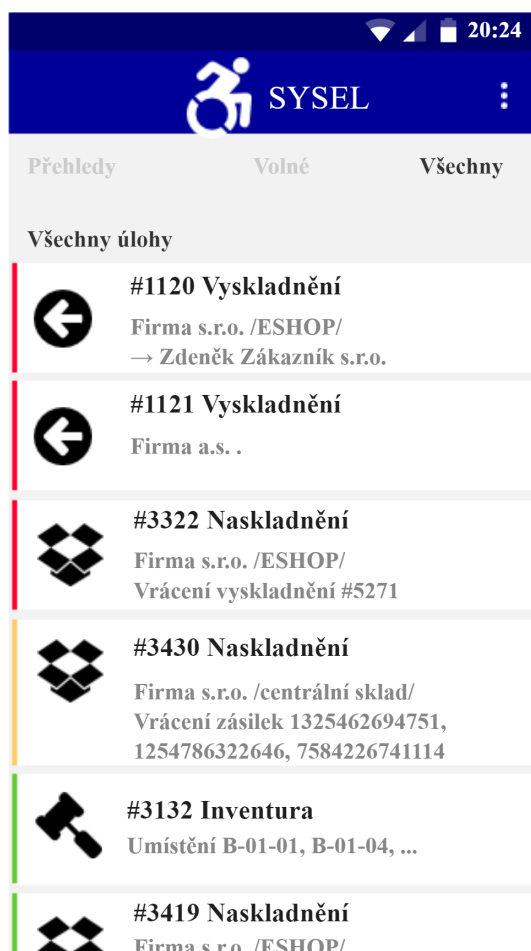 20:24
SYSEL
Přehledy Volné Všechny
Všechny úlohy
#1120 Vyskladnění
Firma s.r.o. /ESHOP/
→ Zdeněk Zákazník s.r.o.
#1121 Vyskladnění
Firma a.s. .
#3322 Naskladnění
Firma s.r.o. /ESHOP/
Vrácení vyskladnění #5271
#3430 Naskladnění
Firma s.r.o. /centrální sklad/
Vrácení zásilek 1325462694751,
1254786322646, 7584226741114
#3132 Inventura
Umístění B-01-01, B-01-04, ...
#3419 Naskladnění
Firma s.r.o. /ESHOP/